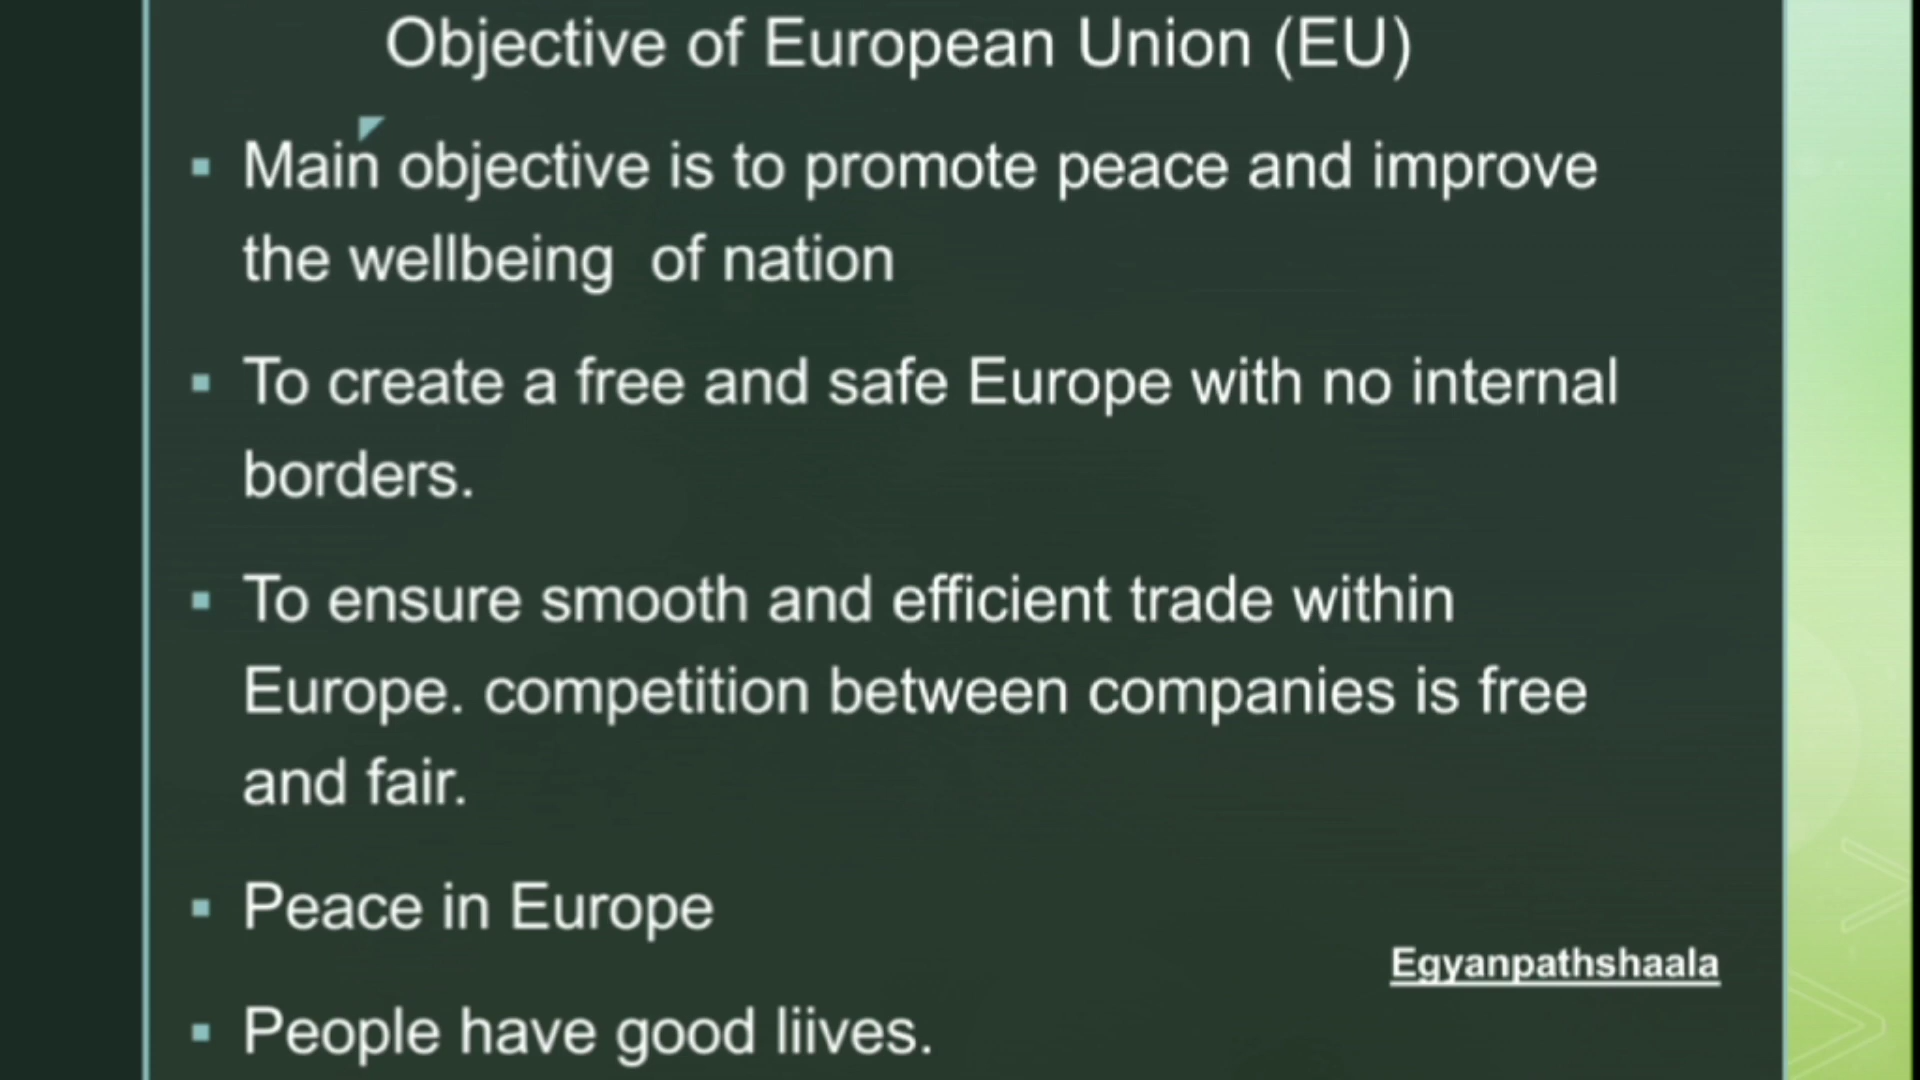 Objective of European Union (EU)
▪ Main objective is to promote peace and improve
the wellbeing  of nation
▪ To create a free and safe Europe with no internal
borders.
▪ To ensure smooth and efficient trade within
Europe. competition between companies is free
and fair.
▪ Peace in Europe
Egyanpathshaala
▪ People have good liives.